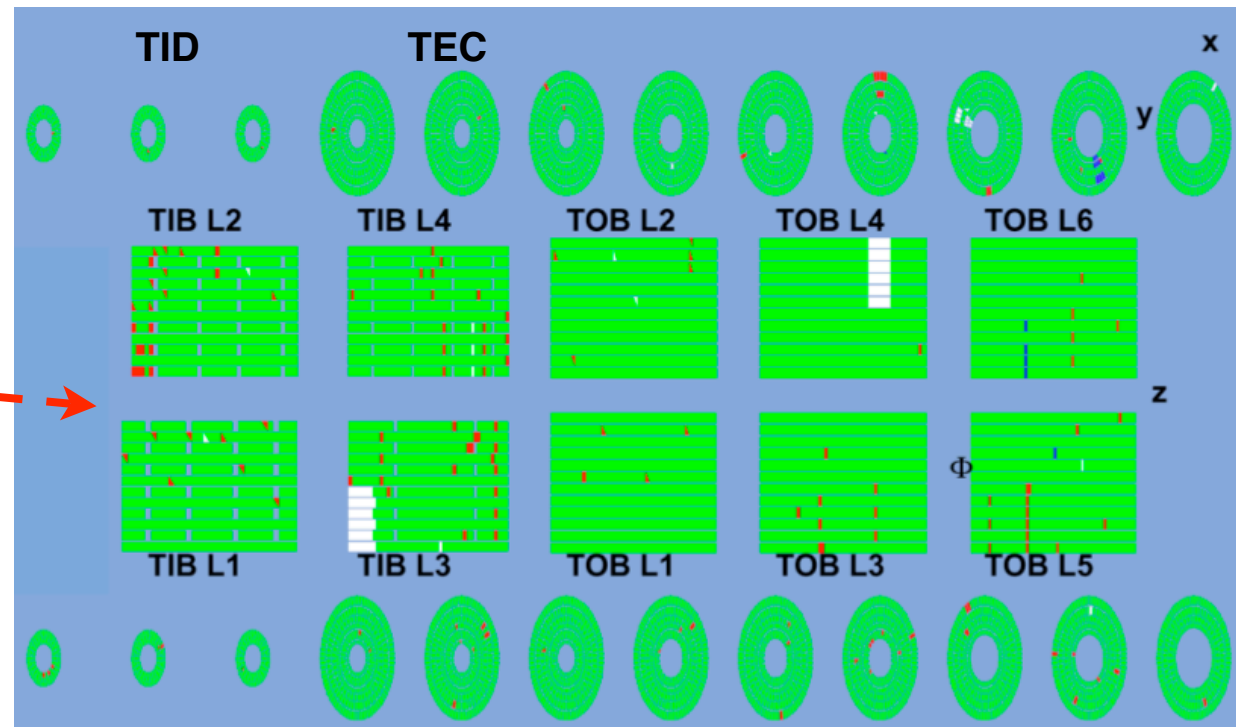 TID TEC x
y
TIB L2 TIB L4 TOB L2 TOB L4 TOB L6
z
Φ
TIB L1 TIB L3 TOB L1 TOB L3 TOB L5